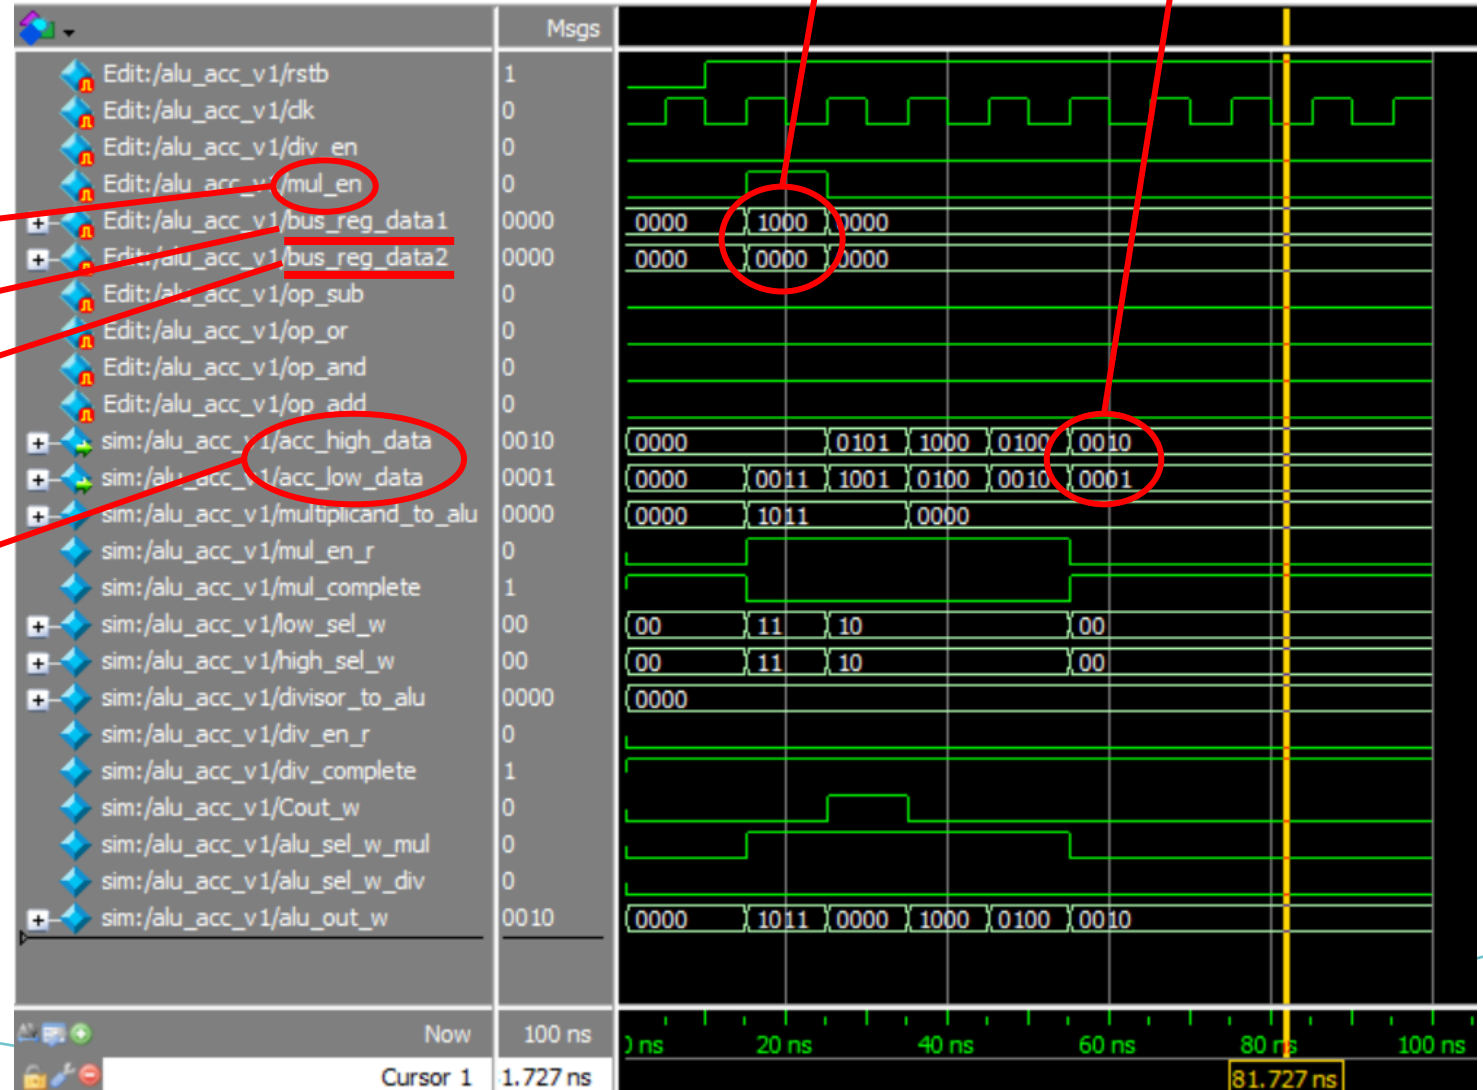 Msgs
Edit:/alu_acc_v1/rstb 1
Edit:/alu_acc_v1/clk 0
Edit:/alu_acc_v1/div_en 0
Edit:/alu_acc_v1/mul_en 0
Edit:/alu_acc_v1/bus_reg_data1 0000 0000 1000 0000
Edit:/alu_acc_v1/bus_reg_data2 0000 0000 0000 0000
Edit:/alu_acc_v1/op_sub 0
Edit:/alu_acc_v1/op_or 0
Edit:/alu_acc_v1/op_and 0
Edit:/alu_acc_v1/op_add 0
sim:/alu_acc_v1/acc_high_data 0010 0000 0101 1000 0100 0010
sim:/alu_acc_v1/acc_low_data 0001 0000 0011 1001 0100 0010 0001
sim:/alu_acc_v1/multiplicand_to_alu 0000 0000 1011 0000
sim:/alu_acc_v1/mul_en_r 0
sim:/alu_acc_v1/mul_complete 1
sim:/alu_acc_v1/low_sel_w 00 00 11 10 00
sim:/alu_acc_v1/high_sel_w 00 00 11 10 00
sim:/alu_acc_v1/divisor_to_alu 0000 0000
sim:/alu_acc_v1/div_en_r 0
sim:/alu_acc_v1/div_complete 1
sim:/alu_acc_v1/Cout_w 0
sim:/alu_acc_v1/alu_sel_w_mul 0
sim:/alu_acc_v1/alu_sel_w_div 0
sim:/alu_acc_v1/alu_out_w 0010 0000 1011 0000 1000 0100 0010
Now 100 ns ns 20 ns 40 ns 60 ns 80 ns 100 ns
Cursor 1 1.727 ns 81.727 ns